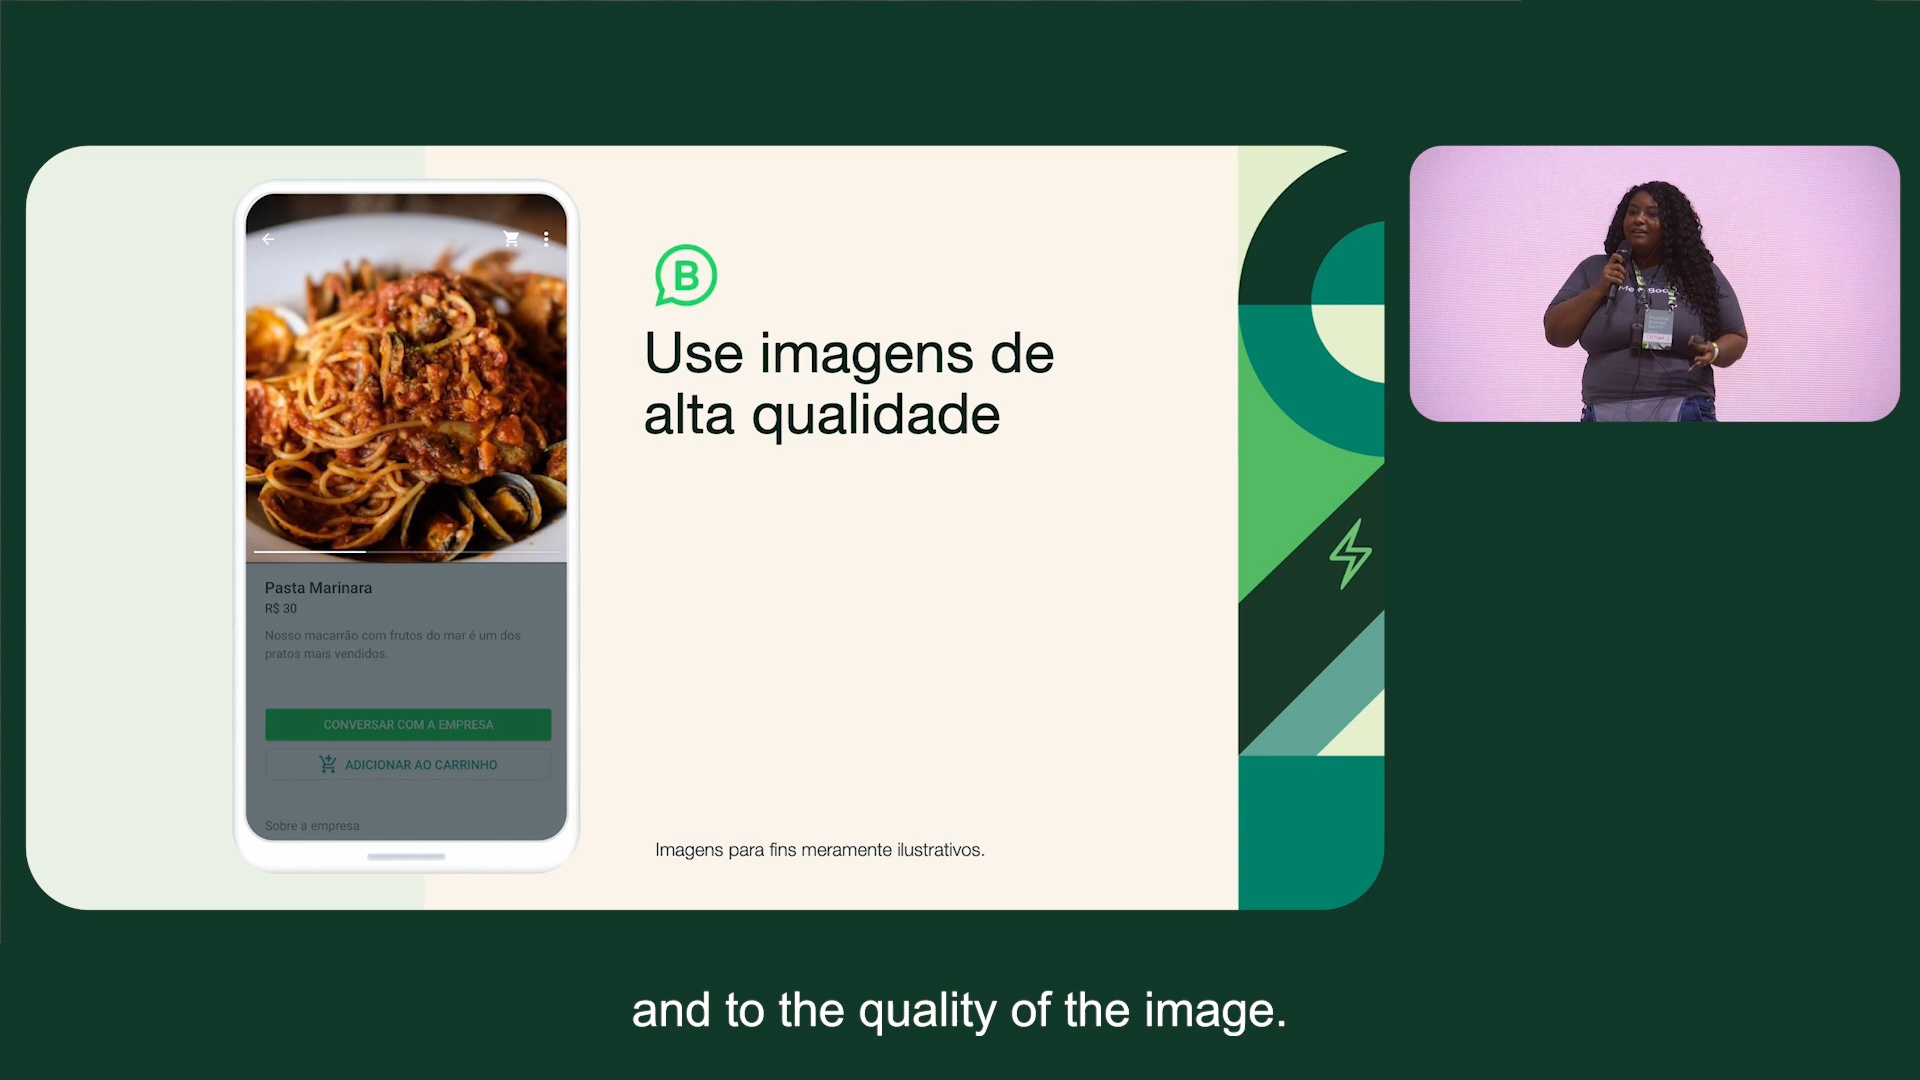 B
Use imagens de
alta qualidade
Pasta Marinara
R$ 30
Nosso macarrão com frutos do mar é um dos
pratos mais vendidos.
CONVERSAR COM A EMPRESA
ADICIONAR AO CARRINHO
Sobre a empresa
Imagens para fins meramente ilustrativos.
and to the quality of the image.